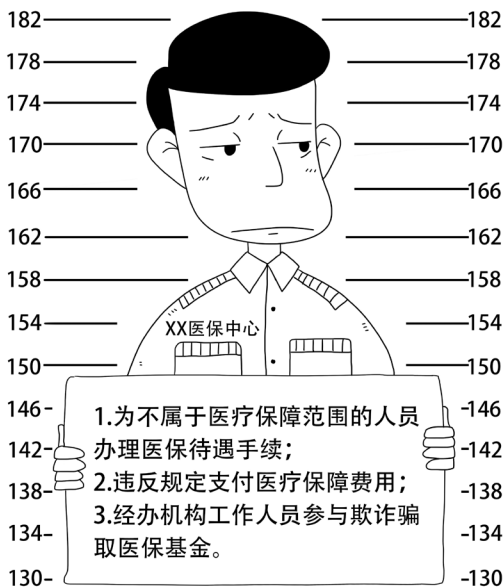 182 182
178 178
174 174
170 170
166 166
162 162
158 158
154 154
XX医保中心
150 150
146- -146
1.为不属于医疗保障范围的人员
142- -142
办理医保待遇手续；
138- -138
2.违反规定支付医疗保障费用；
134- -134
3.经办机构工作人员参与欺诈骗
取医保基金。
130- -130